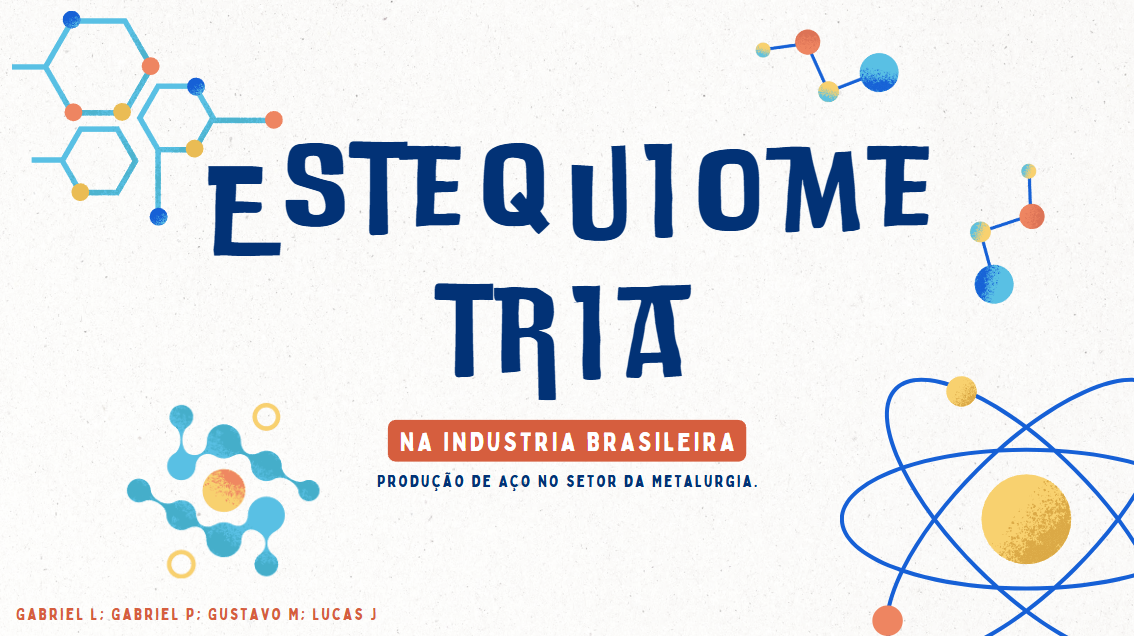 ESTEQUIOME
TRIA
NA INDUSTRIA BRASILEIRA
PRODUÇÃO DE AÇO NO SETOR DA METALURGIA.
GABRIEL L; GABRIEL P; GUSTAVO M; LUCAS J